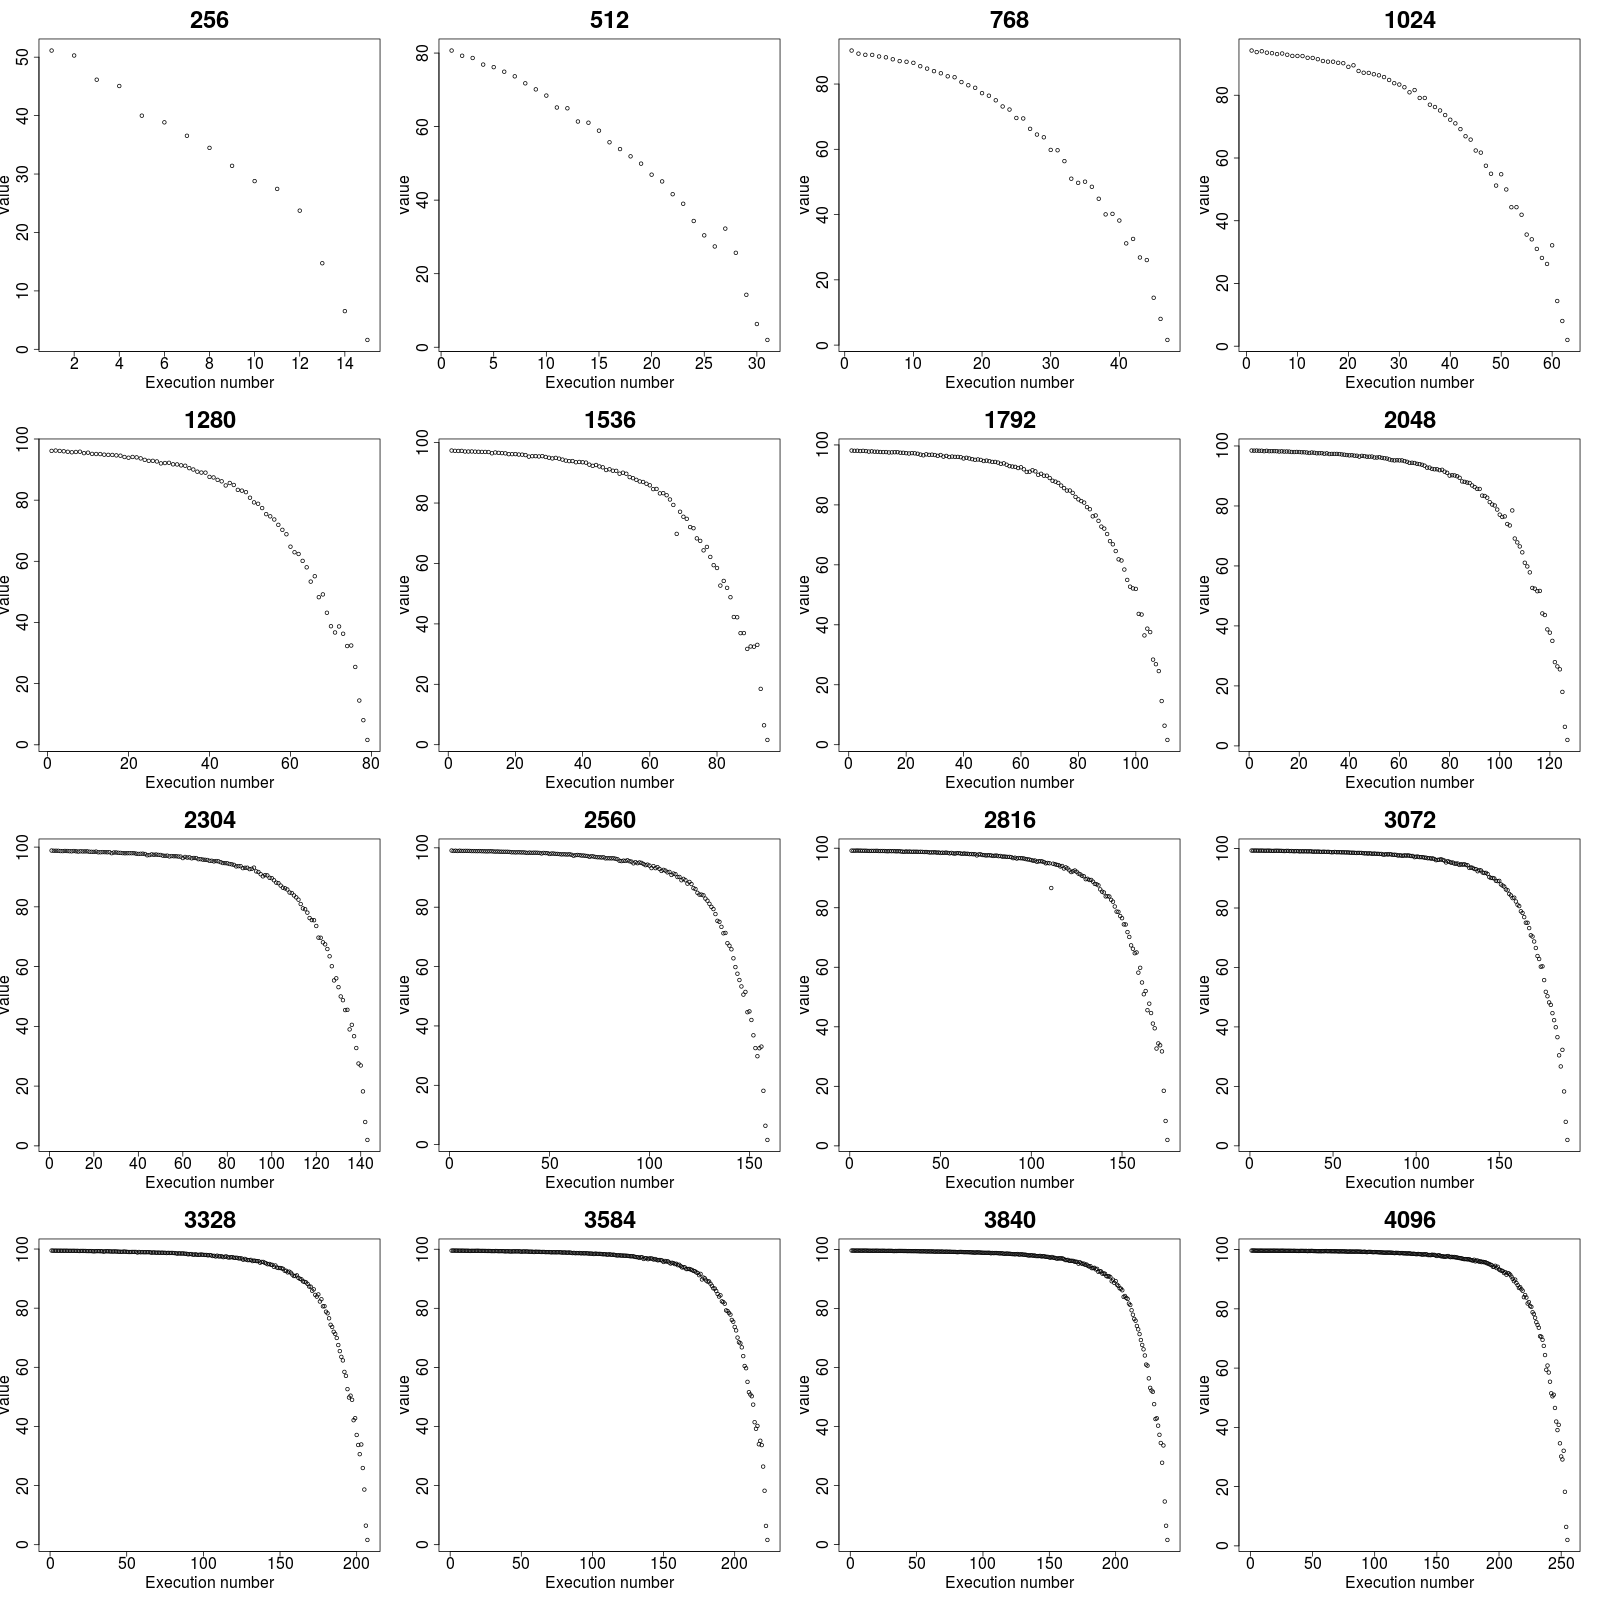 256 512 768 1024
50 40 30 20 10 0 value 2 4 6 8 10 12 14 Execution number
80 60 40 20 0 value 0 5 10 15 20 25 30 Execution number
80 60 40 20 0 value 0 10 20 30 40 Execution number
80 60 40 20 0 value 0 10 20 30 40 50 60 Execution number
1280 1536 1792 2048
100 80 60 40 20 0 value 0 20 40 60 80 Execution number
100 80 60 40 20 0 value 0 20 40 60 80 Execution number
100 80 60 40 20 0 value 0 20 40 60 80 100 Execution number
100 80 60 40 20 0 value 0 20 40 60 80 100 120 Execution number
2304 2560 2816 3072
100 80 60 40 20 0 value 0 20 40 60 80 100 120 140 Execution number
100 80 60 40 20 0 value 0 50 100 150 Execution number
100 80 60 40 20 0 value 0 50 100 150 Execution number
100 80 60 40 20 0 value 0 50 100 150 Execution number
3328 3584 3840 4096
100 80 60 40 20 0 value 0 50 100 150 200 Execution number
100 80 60 40 20 0 value 0 50 100 150 200 Execution number
100 80 60 40 20 0 value 0 50 100 150 200 Execution number
100 80 60 40 20 0 value 0 50 100 150 200 250 Execution number